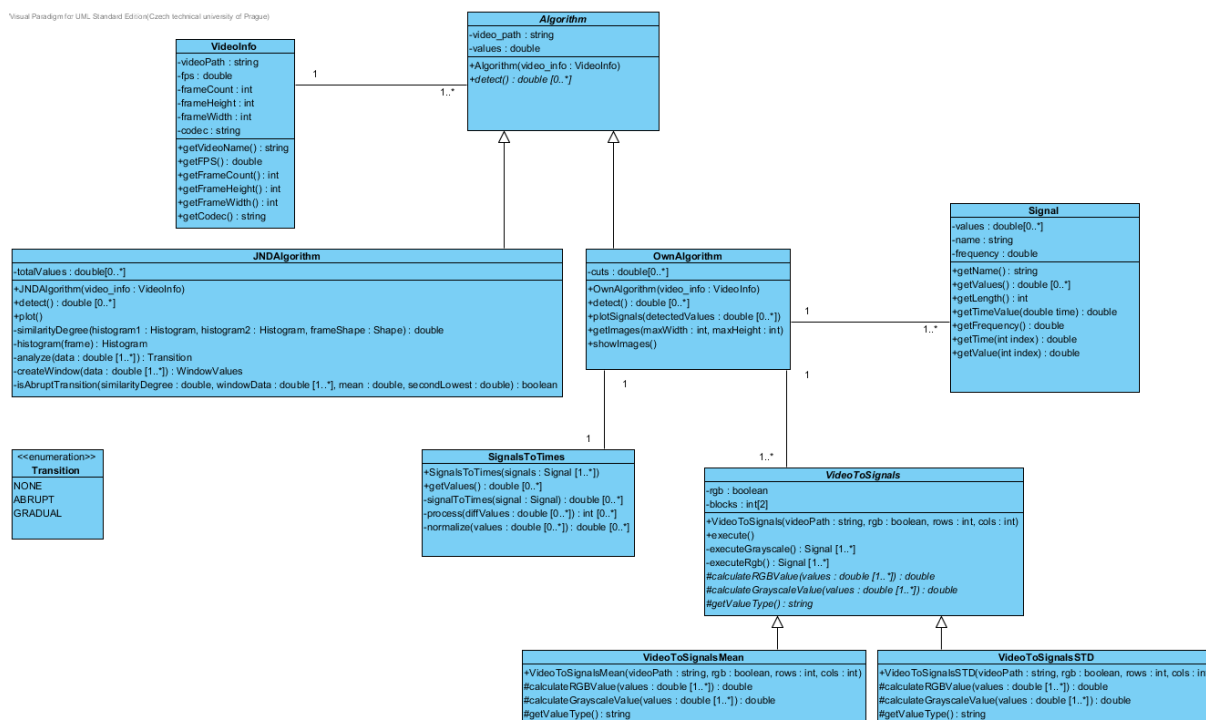 Visual Paradigm for UML Standard Edition(Czech technical university of Prague)
Algorithm
-video_path : string
-values : double
+Algorithm(video_info : VideoInfo)
+detect() : double [0..*]
VideoInfo
-videoPath : string
-fps : double
-frameCount : int
-frameHeight : int
-frameWidth : int
-codec : string
+getVideoName() : string
+getFPS() : double
+getFrameCount() : int
+getFrameHeight() : int
+getFrameWidth() : int
+getCodec() : string
1
1..*
JNDAlgorithm
-totalValues : double[0..*]
+JNDAlgorithm(video_info : VideoInfo)
+detect() : double [0..*]
+plot()
-similarityDegree(histogram1 : Histogram, histogram2 : Histogram, frameShape : Shape) : double
-histogram(frame) : Histogram
-analyze(data : double [1..*]) : Transition
-createWindow(data : double [1..*]) : WindowValues
-isAbruptTransition(similarityDegree : double, windowData : double [1..*], mean : double, secondLowest : double) : boolean
OwnAlgorithm
-cuts : double[0..*]
+OwnAlgorithm(video_info : VideoInfo)
+detect() : double [0..*]
+plotSignals(detectedValues : double [0..*])
+getImages(maxWidth : int, maxHeight : int)
+showImages()
Signal
-values : double[0..*]
-name : string
-frequency : double
+getName() : string
+getValues() : double [0..*]
+getLength() : int
+getTimeValue(double time) : double
+getFrequency() : double
+getTime(int index) : double
+getValue(int index) : double
1
1..*
1
1
1
1..*
<<enumeration>>
Transition
NONE
ABRUPT
GRADUAL
SignalsToTimes
+SignalsToTimes(signals : Signal [1..*])
+getValues() : double [0..*]
-signalToTimes(signal : Signal) : double [0..*]
-process(diffValues : double [0..*]) : int [0..*]
-normalize(values : double [0..*]) : double [0..*]
VideoToSignals
-rgb : boolean
-blocks : int[2]
+VideoToSignals(videoPath : string, rgb : boolean, rows : int, cols : int)
+execute()
-executeGrayscale() : Signal [1..*]
-executeRgb() : Signal [1..*]
#calculateRGBValue(values : double [1..*]) : double
#calculateGrayscaleValue(values : double [1..*]) : double
#getValueType() : string
VideoToSignalsMean
+VideoToSignalsMean(videoPath : string, rgb : boolean, rows : int, cols : int)
#calculateRGBValue(values : double [1..*]) : double
#calculateGrayscaleValue(values : double [1..*]) : double
#getValueType() : string
VideoToSignalsSTD
+VideoToSignalsSTD(videoPath : string, rgb : boolean, rows : int, cols : int
#calculateRGBValue(values : double [1..*]) : double
#calculateGrayscaleValue(values : double [1..*]) : double
#getValueType() : string